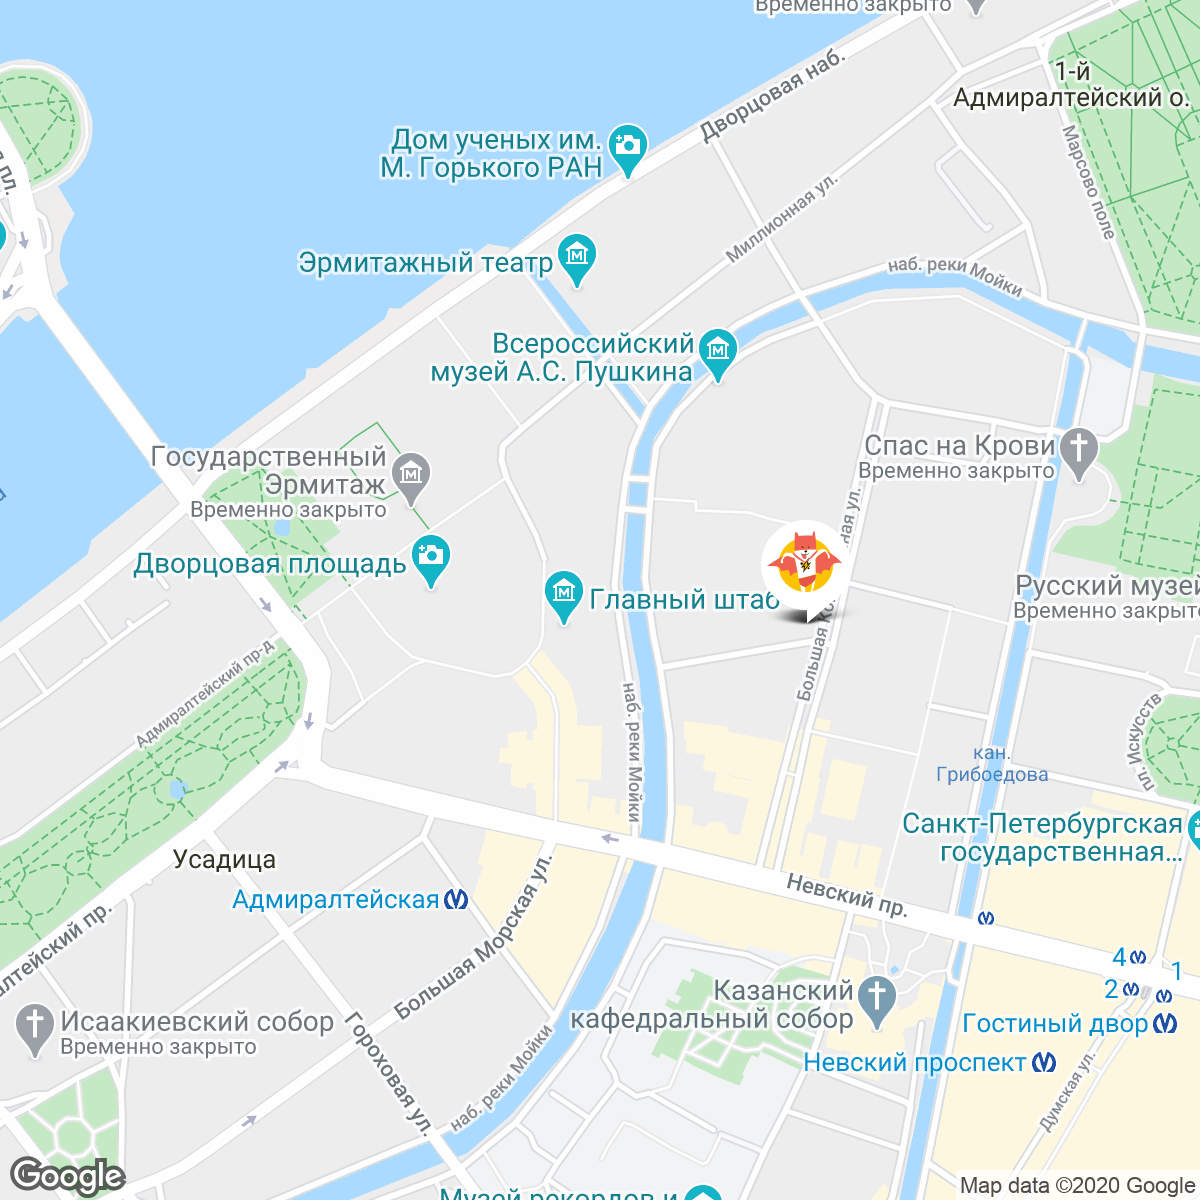 Временно закрыто
1-й
Адмиралтейский о.
Дворцовая наб.
Дом ученых им.
М. Горького РАН
Марсово поле
пл.
Миллионная ул.
Эрмитажный театр
наб. реки Мойки
Всероссийский
музей А.С. Пушкина
Государственный
Эрмитаж
Временно закрыто
Спас на Крови
Временно закрыто
ная ул.
Дворцовая площадь
Главный штаб
Русский музей
Временно закрыто
Большая Ко
Адмиралтейский пр-д
наб. реки Мойки
пл. Искусств
кан.
Грибоедова
Санкт-Петербургская
государственная...
Усадица
Адмиралтейская
Невский пр.
Большая Морская ул.
алтейский пр.
4
1
2
Казанский
кафедральный собор
Гостиный двор
Исаакиевский собор
Временно закрыто
Невский проспект
Гороховая ул.
наб. реки Мойки
Думская ул.
Музей рекордов и
Google
Map data ©2020 Google